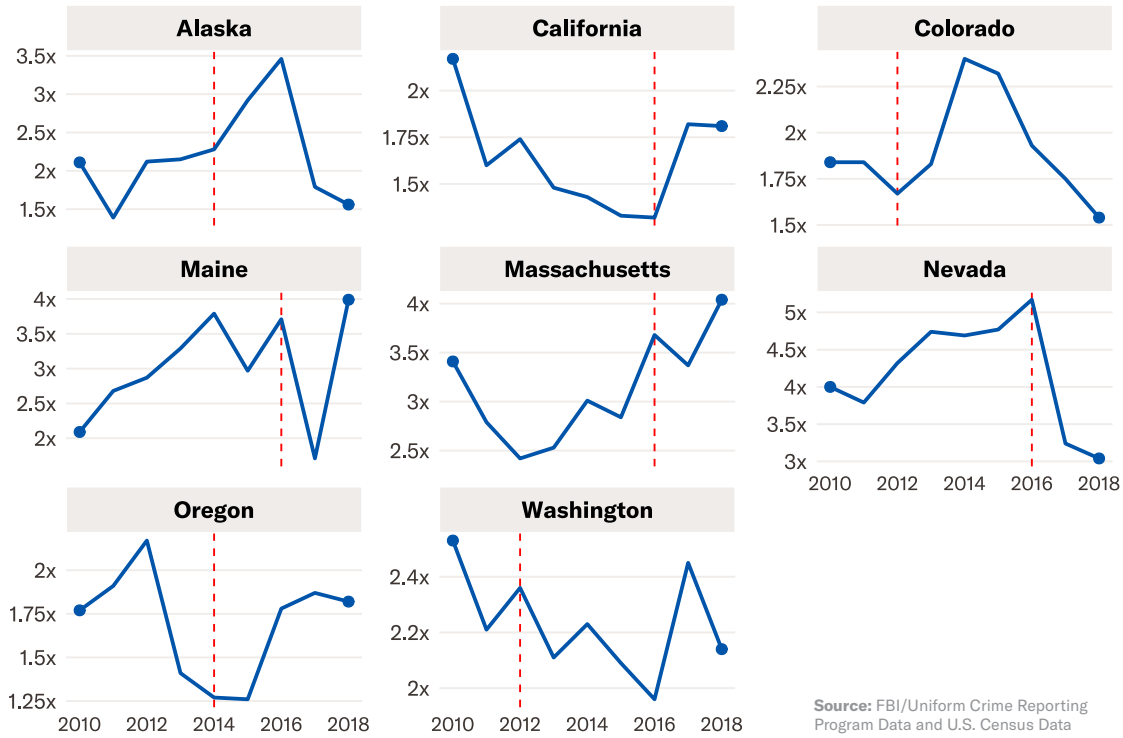 Alaska
3.5x
3x
2.5x
2x
1.5x
California
2x
1.75x
1.5x
Colorado
2.25x
2x
1.75x
1.5x
Maine
4x
3.5x
3x
2.5x
2x
Massachusetts
4x
3.5x
3x
2.5x
Nevada
5x
4.5x
4x
3.5x
3x
2010 2012 2014 2016 2018
Oregon
2x
1.75x
1.5x
1.25x
2010 2012 2014 2016 2018
Washington
2.4x
2.2x
2x
2010 2012 2014 2016 2018
Source: FBI/Uniform Crime Reporting
Program Data and U.S. Census Data